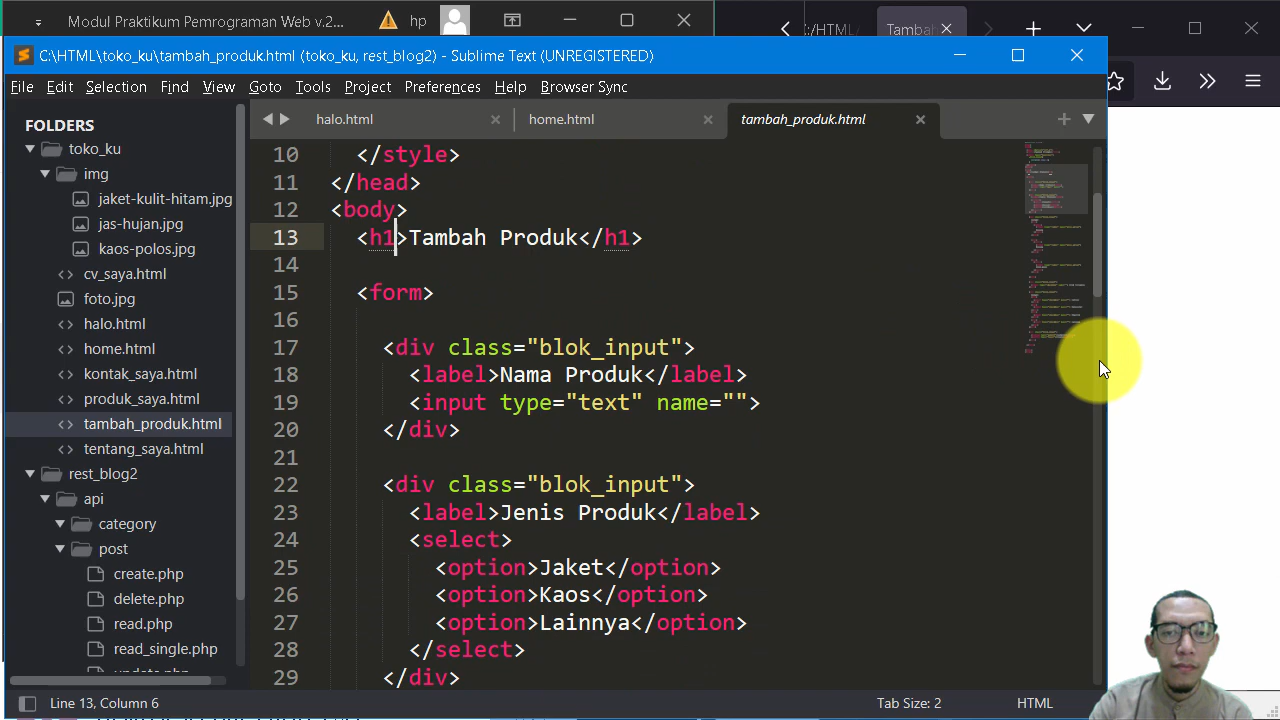 Modul Praktikum Pemrograman Web v.2...
hp
:/HTML/
Tambah
C:\HTML\toko_ku\tambah_produk.html (toko_ku, rest_blog2) - Sublime Text (UNREGISTERED)
File Edit Selection Find View Goto Tools Project Preferences Help Browser Sync
FOLDERS
toko_ku
img
jaket-kulit-hitam.jpg
jas-hujan.jpg
kaos-polos.jpg
cv_saya.html
foto.jpg
halo.html
home.html
kontak_saya.html
produk_saya.html
tambah_produk.html
tentang_saya.html
rest_blog2
api
category
post
create.php
delete.php
read.php
read_single.php
update.php
halo.html home.html tambah_produk.html
10 </style>
11 </head>
12 <body>
13 <h1>Tambah Produk</h1>
14
15 <form>
16
17 <div class="blok_input">
18 <label>Nama Produk</label>
19 <input type="text" name="">
20 </div>
21
22 <div class="blok_input">
23 <label>Jenis Produk</label>
24 <select>
25 <option>Jaket</option>
26 <option>Kaos</option>
27 <option>Lainnya</option>
28 </select>
29 </div>
Line 13, Column 6
Tab Size: 2
HTML